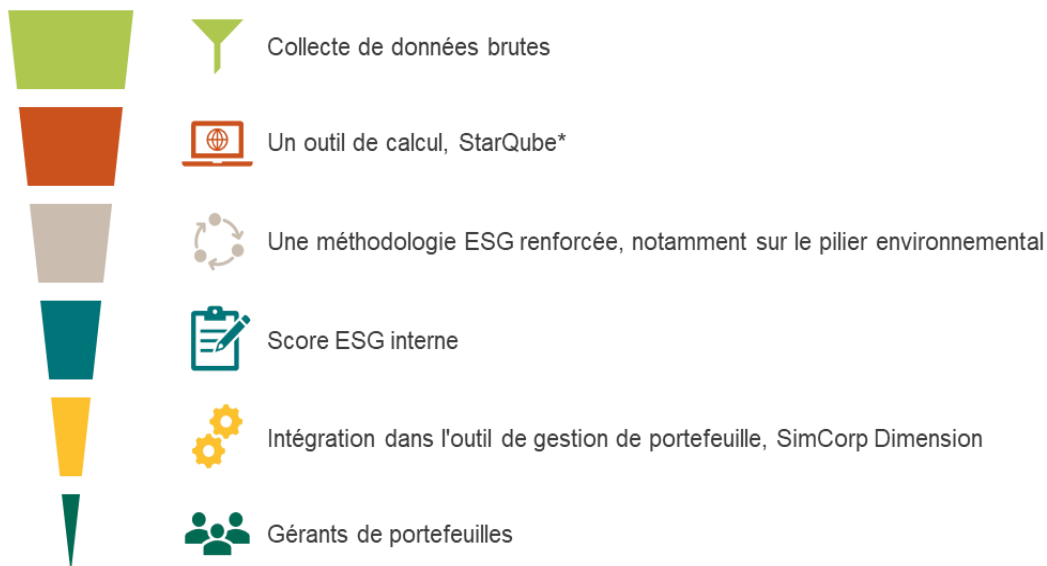 Collecte de données brutes
Un outil de calcul, StarQube*
Une méthodologie ESG renforcée, notamment sur le pilier environnemental
Score ESG interne
Intégration dans l'outil de gestion de portefeuille, SimCorp Dimension
Gérants de portefeuilles